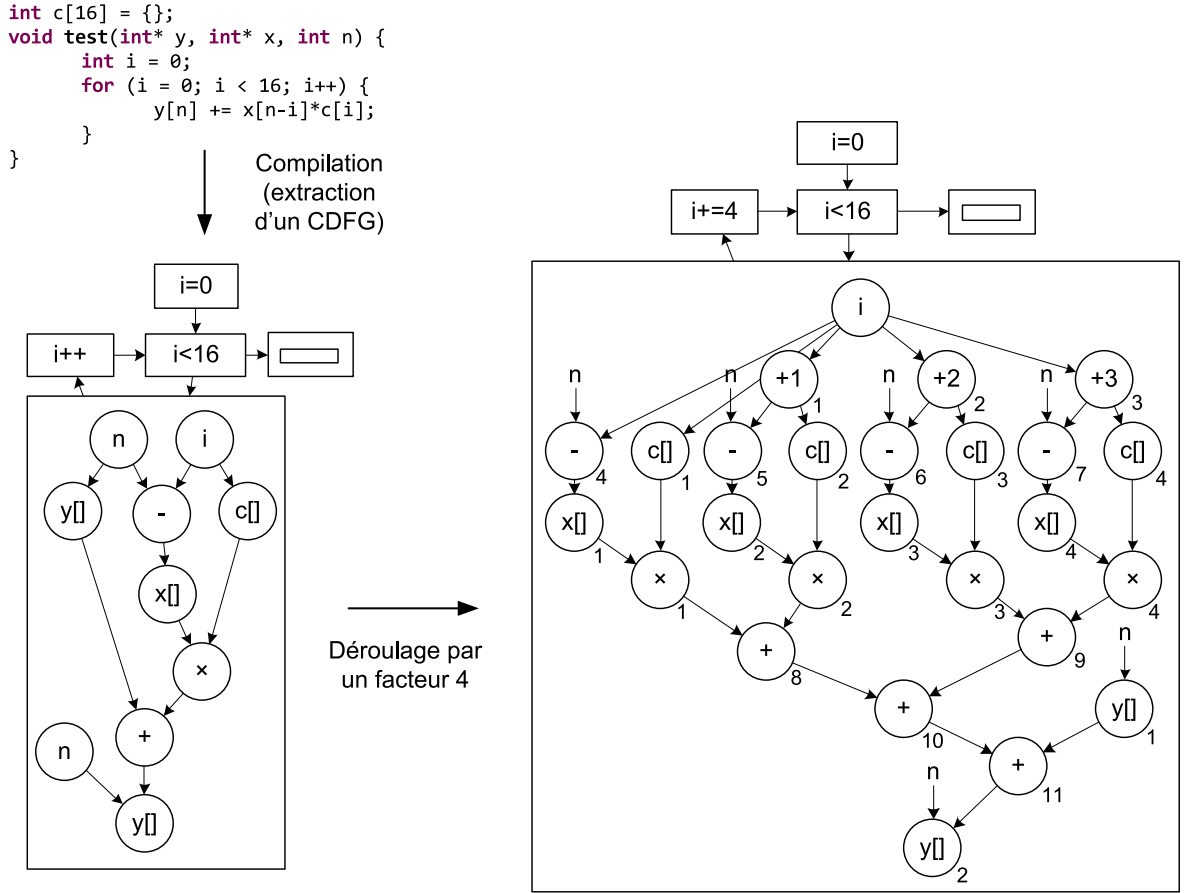 int c[16] = {};
void test(int* y, int* x, int n) {
int i = 0;
for (i = 0; i < 16; i++) {
y[n] += x[n-i]*c[i];
}
}
Compilation
(extraction
d'un CDFG)
i=0
i++
i<16
n
i
y[]
-
c[]
x[]
×
+
n
y[]
Déroulage par
un facteur 4
i=0
i+=4
i<16
i
n
n
+1
1
n
+2
2
n
+3
3
-
4
c[]
1
-
5
c[]
2
-
6
c[]
3
-
7
c[]
4
x[]
1
x[]
2
x[]
3
x[]
4
×
1
×
2
×
3
×
4
+
8
+
9
n
+
10
y[]
1
+
11
n
y[]
2